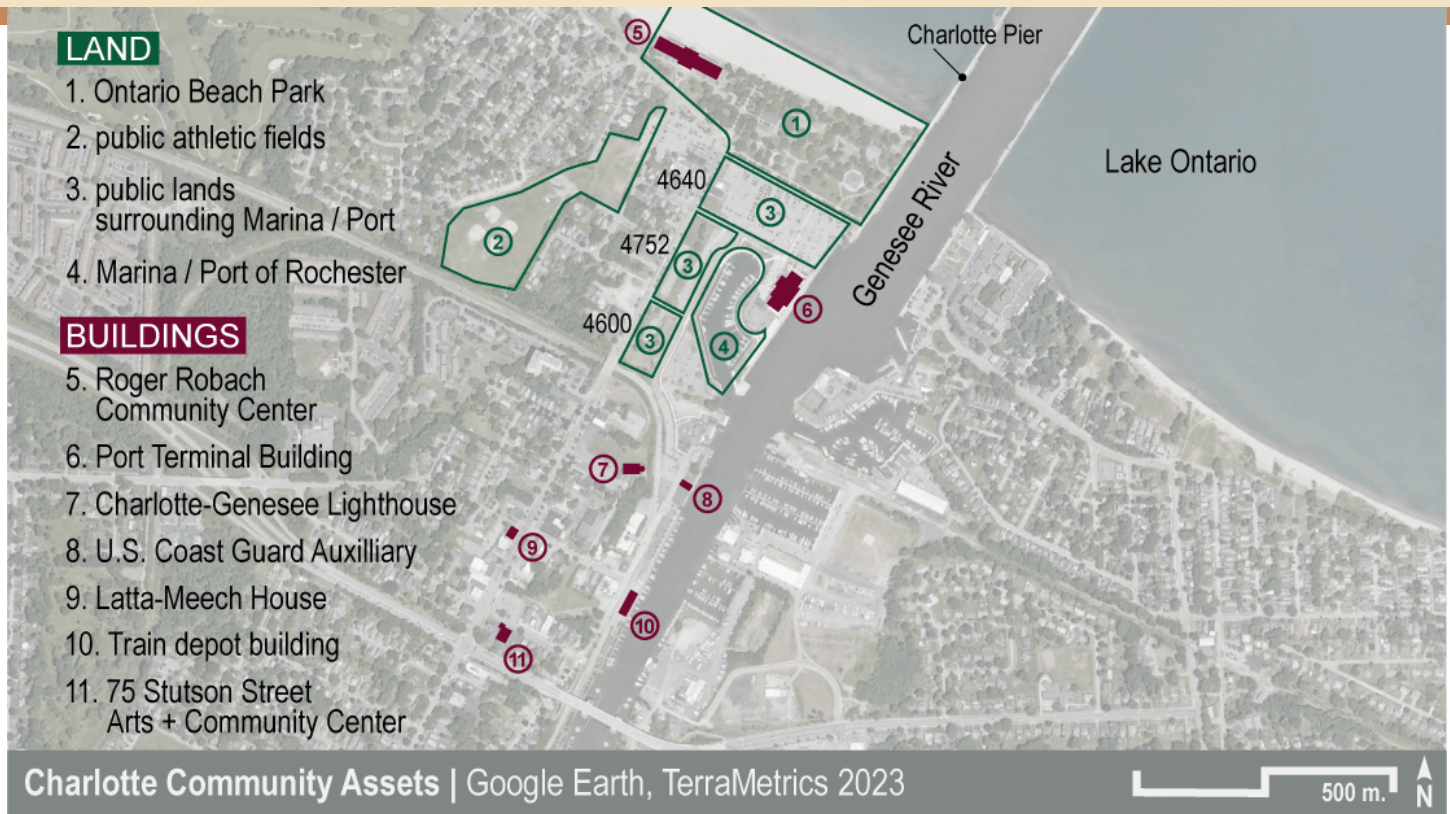 LAND
1. Ontario Beach Park
2. public athletic fields
3. public lands
surrounding Marina / Port
4. Marina / Port of Rochester
BUILDINGS
5. Roger Robach
Community Center
6. Port Terminal Building
7. Charlotte-Genesee Lighthouse
8. U.S. Coast Guard Auxilliary
9. Latta-Meech House
10. Train depot building
11. 75 Stutson Street
Arts + Community Center
5
Charlotte Pier
1
Lake Ontario
4640
3
Genesee River
2
4752
3
6
4600
3
4
7
8
9
10
11
Charlotte Community Assets | Google Earth, TerraMetrics 2023
500 m.
N